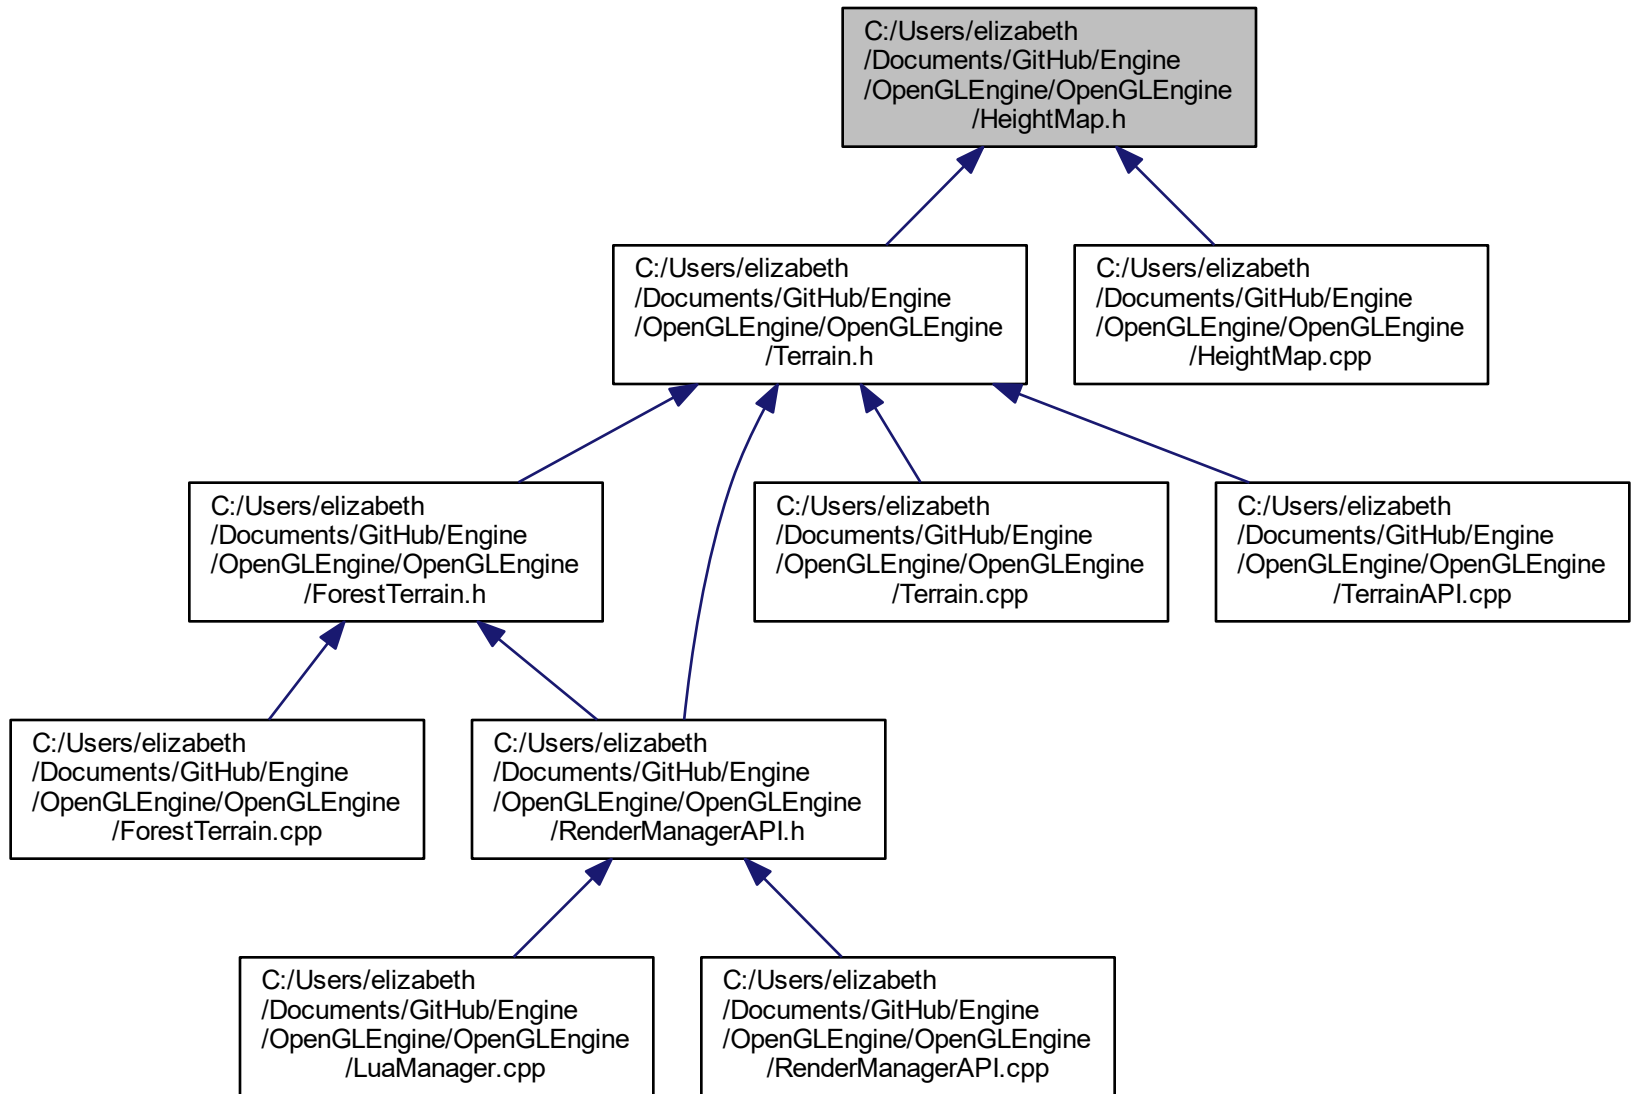 C:/Users/elizabeth
/Documents/GitHub/Engine
/OpenGLEngine/OpenGLEngine
/HeightMap.h
C:/Users/elizabeth
/Documents/GitHub/Engine
/OpenGLEngine/OpenGLEngine
/Terrain.h
C:/Users/elizabeth
/Documents/GitHub/Engine
/OpenGLEngine/OpenGLEngine
/HeightMap.cpp
C:/Users/elizabeth
/Documents/GitHub/Engine
/OpenGLEngine/OpenGLEngine
/ForestTerrain.h
C:/Users/elizabeth
/Documents/GitHub/Engine
/OpenGLEngine/OpenGLEngine
/Terrain.cpp
C:/Users/elizabeth
/Documents/GitHub/Engine
/OpenGLEngine/OpenGLEngine
/TerrainAPI.cpp
C:/Users/elizabeth
/Documents/GitHub/Engine
/OpenGLEngine/OpenGLEngine
/ForestTerrain.cpp
C:/Users/elizabeth
/Documents/GitHub/Engine
/OpenGLEngine/OpenGLEngine
/RenderManagerAPI.h
C:/Users/elizabeth
/Documents/GitHub/Engine
/OpenGLEngine/OpenGLEngine
/LuaManager.cpp
C:/Users/elizabeth
/Documents/GitHub/Engine
/OpenGLEngine/OpenGLEngine
/RenderManagerAPI.cpp